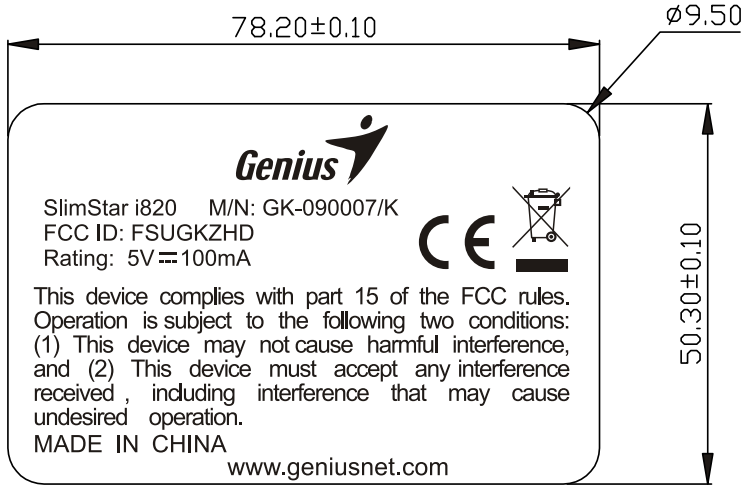 78.20±0.10
ø9.50
Genius
SlimStar i820 M/N: GK-090007/K
FCC ID: FSUGKZHD
Rating: 5V⎓100mA
CE
50.30±0.10
This device complies with part 15 of the FCC rules.
Operation is subject to the following two conditions:
(1) This device may not cause harmful interference,
and (2) This device must accept any interference
received , including interference that may cause
undesired operation.
MADE IN CHINA
www.geniusnet.com